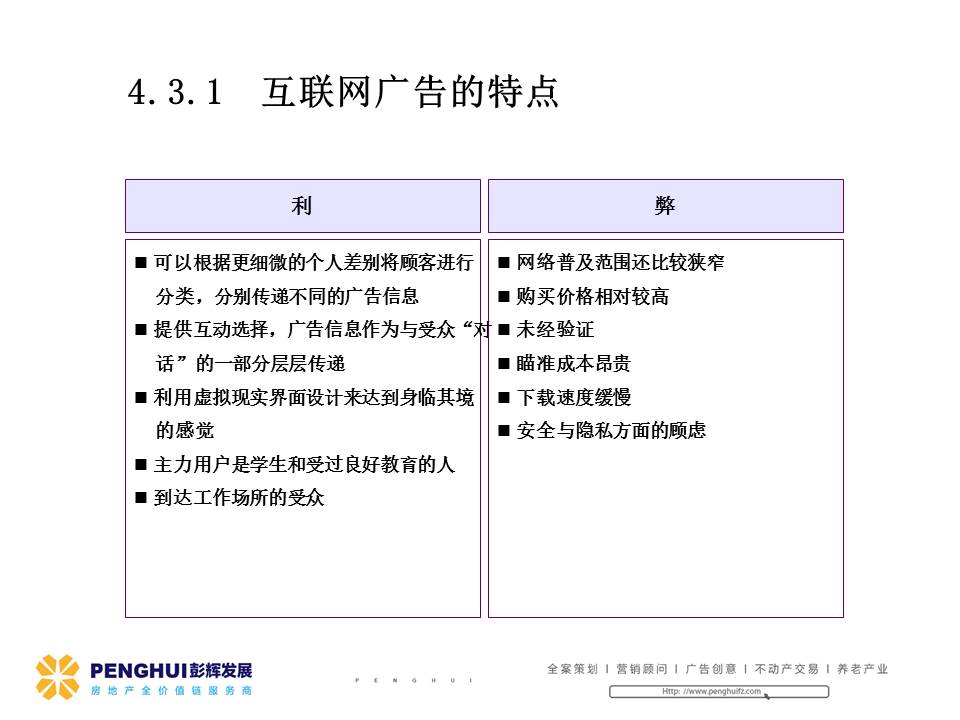 4.3.1 互联网广告的特点
利
■ 可以根据更细微的个人差别将顾客进行
分类，分别传递不同的广告信息
■ 提供互动选择，广告信息作为与受众“对
话”的一部分层层传递
■ 利用虚拟现实界面设计来达到身临其境
的感觉
■ 主力用户是学生和受过良好教育的人
■ 到达工作场所的受众
弊
■ 网络普及范围还比较狭窄
■ 购买价格相对较高
■ 未经验证
■ 瞄准成本昂贵
■ 下载速度缓慢
■ 安全与隐私方面的顾虑
PENGHUI彭辉发展
房地产全价值链服务商
PENGHUI
全案策划 | 营销顾问 | 广告创意 | 不动产交易 | 养老产业
Http: //www.penghuifz.com